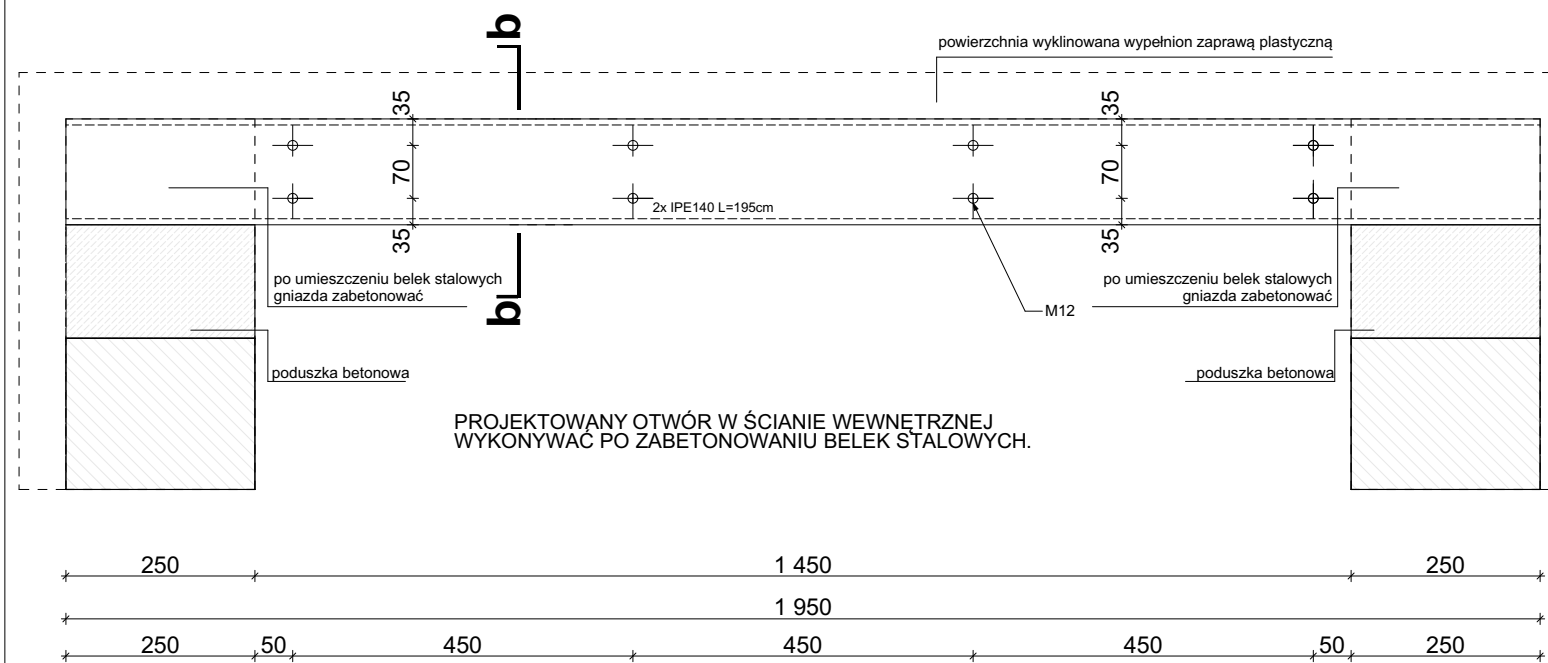 b
powierzchnia wyklinowana wypełnion zaprawą plastyczną
35
35
70
70
2x IPE140 L=195cm
35
35
po umieszczeniu belek stalowych
gniazda zabetonować
po umieszczeniu belek stalowych
gniazda zabetonować
b
M12
poduszka betonowa
poduszka betonowa
PROJEKTOWANY OTWÓR W ŚCIANIE WEWNĘTRZNEJ
WYKONYWAĆ PO ZABETONOWANIU BELEK STALOWYCH.
250 1 450 250
1 950
250 50 450 450 450 50 250